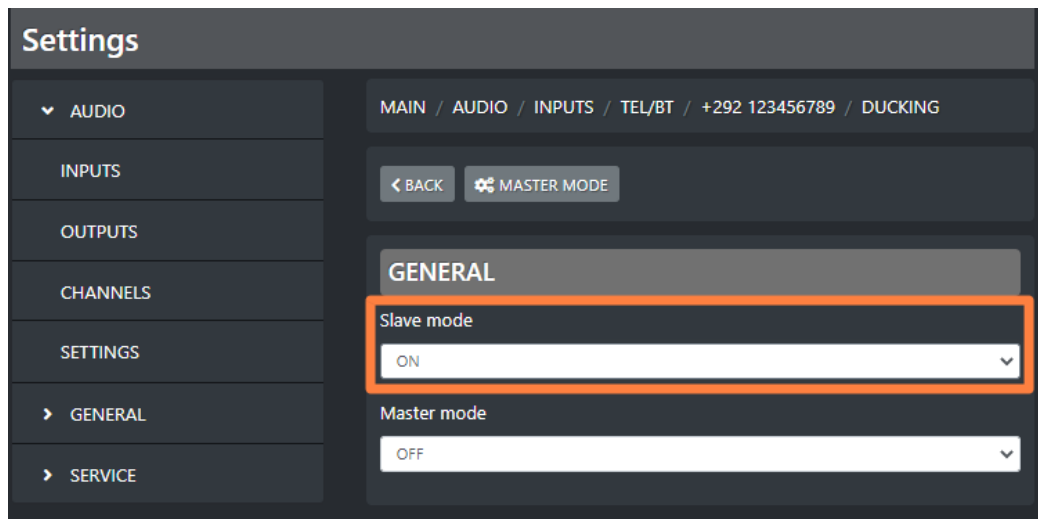 Settings
AUDIO
INPUTS
OUTPUTS
CHANNELS
SETTINGS
GENERAL
SERVICE
MAIN / AUDIO / INPUTS / TEL/BT / +292 123456789 / DUCKING
BACK MASTER MODE
GENERAL
Slave mode
ON
Master mode
OFF